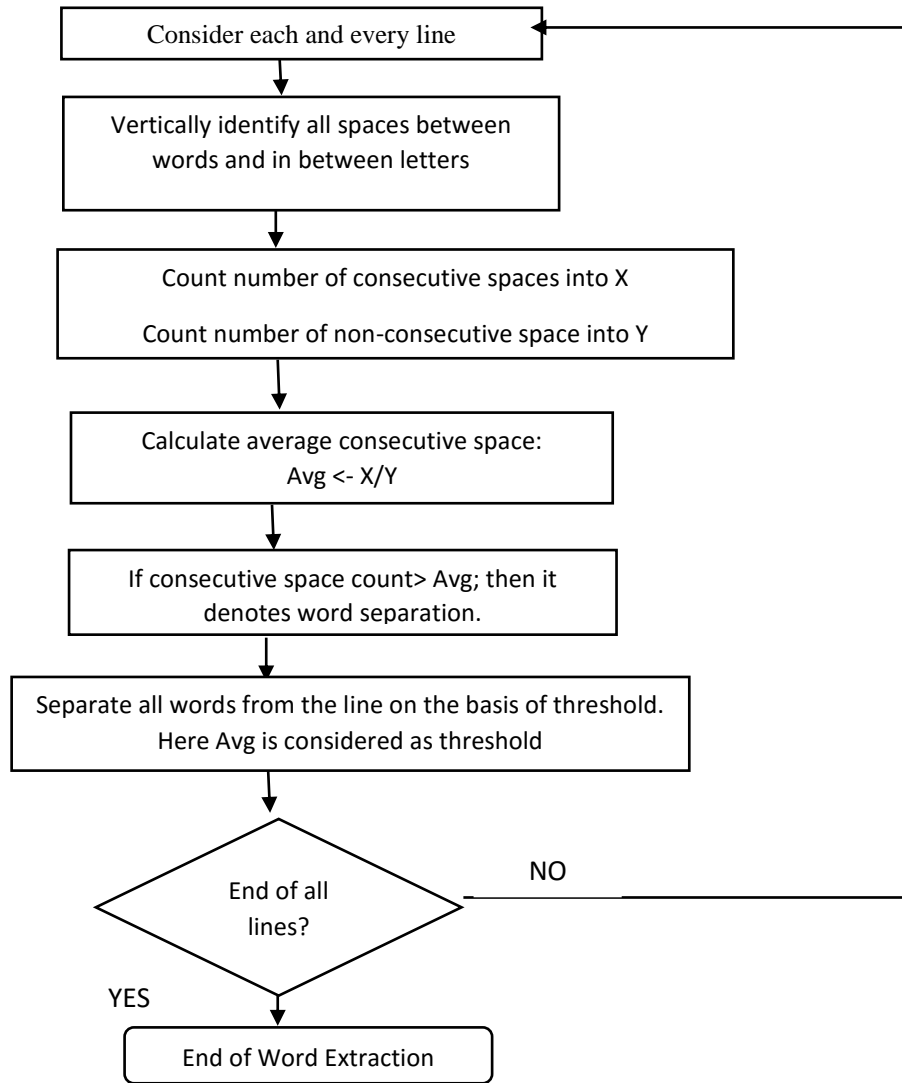 Consider each and every line
Vertically identify all spaces between
words and in between letters
Count number of consecutive spaces into X
Count number of non-consecutive space into Y
Calculate average consecutive space:
Avg <- X/Y
If consecutive space count> Avg; then it
denotes word separation.
Separate all words from the line on the basis of threshold.
Here Avg is considered as threshold
End of all
lines?
NO
YES
End of Word Extraction